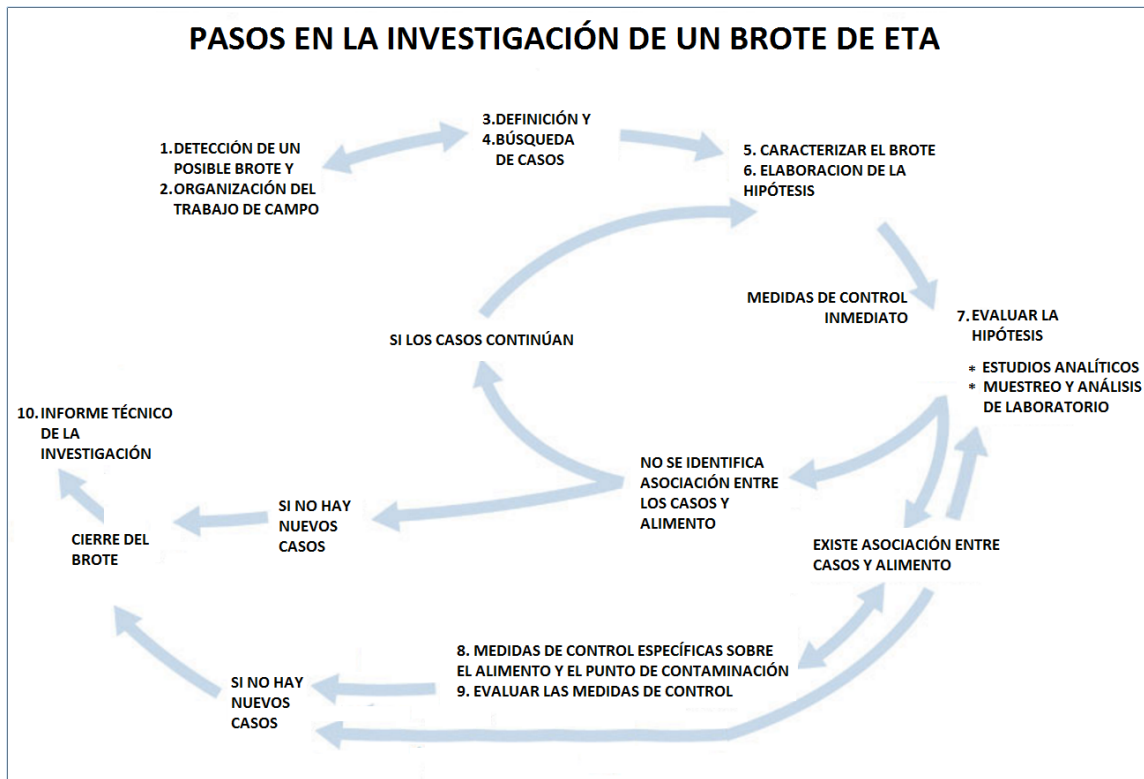 PASOS EN LA INVESTIGACIÓN DE UN BROTE DE ETA
1. DETECCIÓN DE UN
POSIBLE BROTE Y
2. ORGANIZACIÓN DEL
TRABAJO DE CAMPO
3. DEFINICIÓN Y
4. BÚSQUEDA
DE CASOS
5. CARACTERIZAR EL BROTE
6. ELABORACION DE LA
HIPÓTESIS
MEDIDAS DE CONTROL
INMEDIATO
7. EVALUAR LA
HIPÓTESIS
* ESTUDIOS ANALÍTICOS
* MUESTREO Y ANÁLISIS
DE LABORATORIO
SI LOS CASOS CONTINÚAN
NO SE IDENTIFICA
ASOCIACIÓN ENTRE
LOS CASOS Y
ALIMENTO
EXISTE ASOCIACIÓN ENTRE
CASOS Y ALIMENTO
SI NO HAY
NUEVOS
CASOS
8. MEDIDAS DE CONTROL ESPECÍFICAS SOBRE
EL ALIMENTO Y EL PUNTO DE CONTAMINACIÓN
9. EVALUAR LAS MEDIDAS DE CONTROL
SI NO HAY
NUEVOS
CASOS
CIERRE DEL
BROTE
10. INFORME TÉCNICO
DE LA
INVESTIGACIÓN